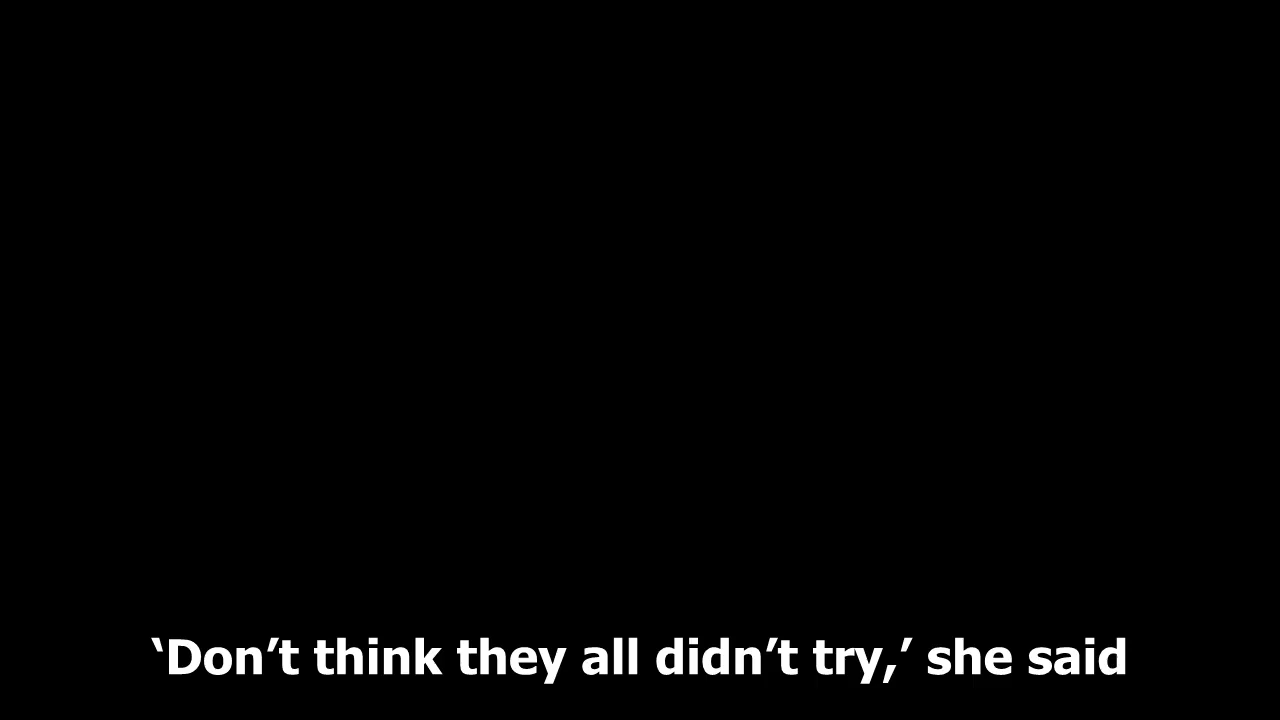 ‘Don’t think they all didn’t try,’ she said